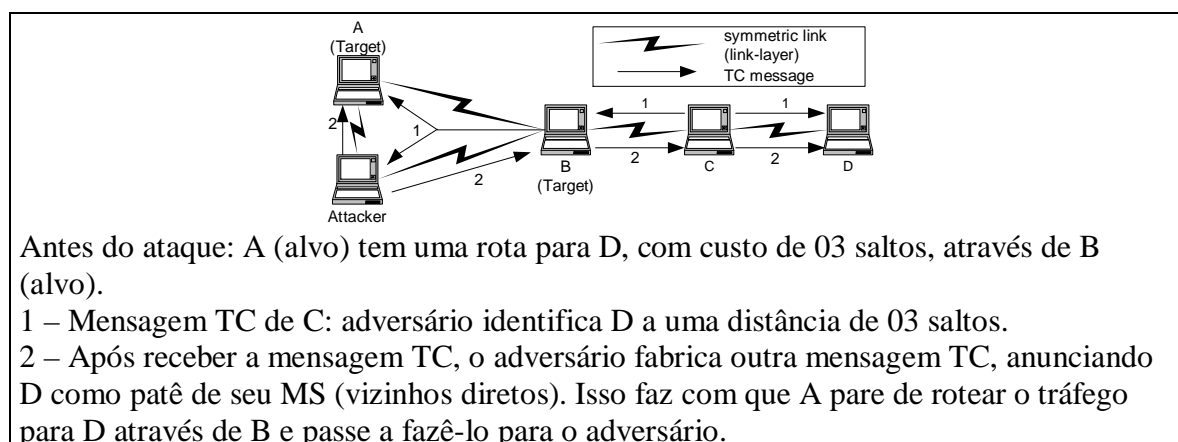 A
(Target)
symmetric link
(link-layer)
TC message
1
1
2
1
2
2
2
B
(Target)
C
D
Attacker
Antes do ataque: A (alvo) tem uma rota para D, com custo de 03 saltos, através de B
(alvo).
1 – Mensagem TC de C: adversário identifica D a uma distância de 03 saltos.
2 – Após receber a mensagem TC, o adversário fabrica outra mensagem TC, anunciando
D como patê de seu MS (vizinhos diretos). Isso faz com que A pare de rotear o tráfego
para D através de B e passe a fazê-lo para o adversário.